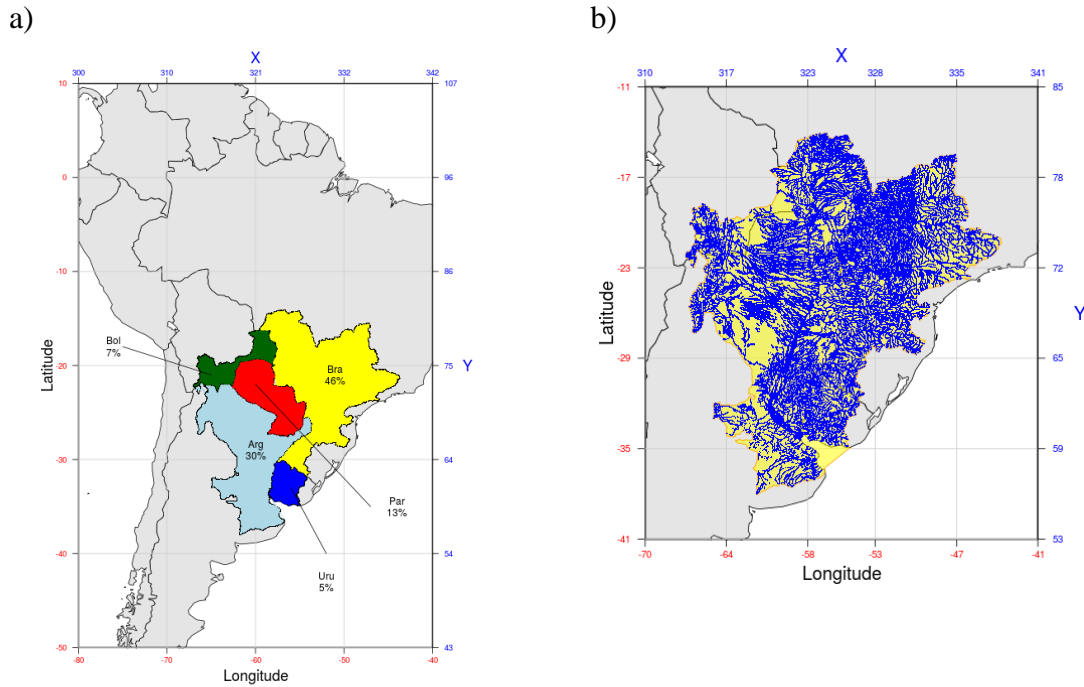 a)
X
300 310 321 332 342
10 107
0 96
-10 86
Bol
7%
Bra
46%
-20 75
Latitude
Y
Arg
30%
-30 64
Par
13%
-40 54
Uru
5%
-50 43
-80 -70 -60 -50 -40
Longitude
b)
X
310 317 323 328 335 341
-11 85
-17 78
-23 72
Latitude
Y
-29 65
-35 59
-41 53
-70 -64 -58 -53 -47 -41
Longitude